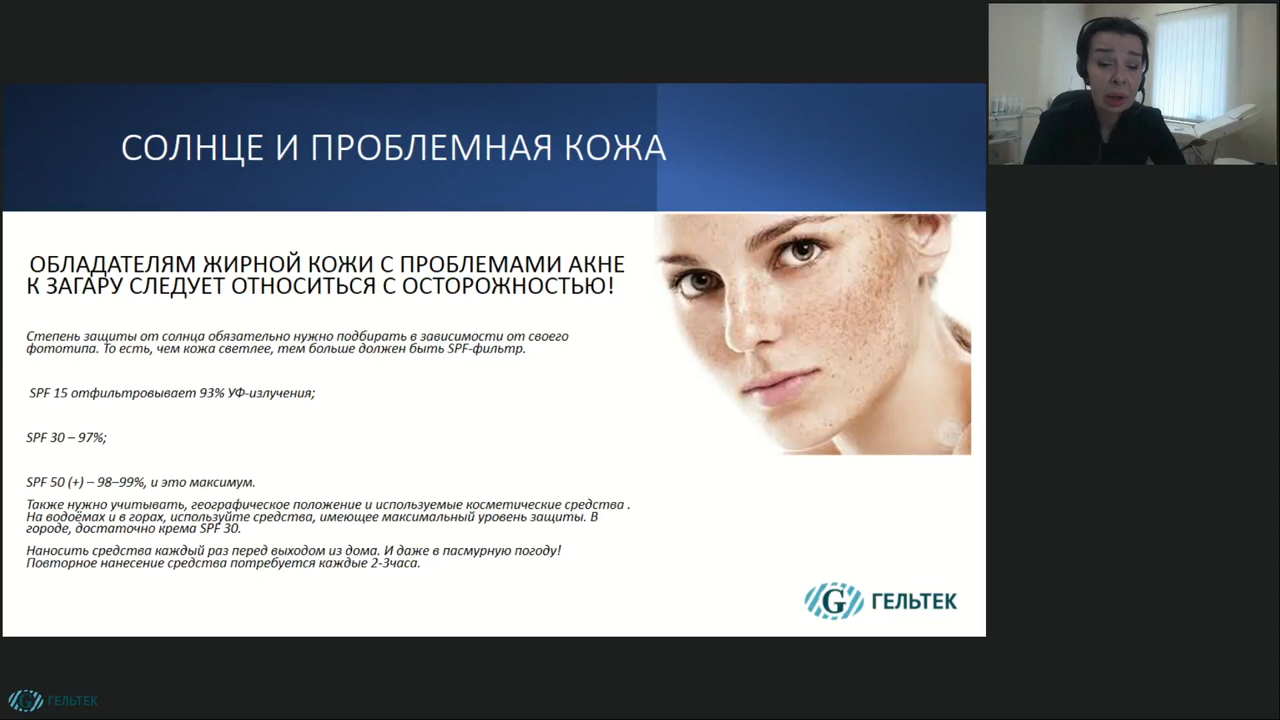 СОЛНЦЕ И ПРОБЛЕМНАЯ КОЖА
ОБЛАДАТЕЛЯМ ЖИРНОЙ КОЖИ С ПРОБЛЕМАМИ АКНЕ
К ЗАГАРУ СЛЕДУЕТ ОТНОСИТЬСЯ С ОСТОРОЖНОСТЬЮ!
Степень защиты от солнца обязательно нужно подбирать в зависимости от своего
фототипа. То есть, чем кожа светлее, тем больше должен быть SPF-фильтр.
SPF 15 отфильтровывает 93% УФ-излучения;
SPF 30 – 97%;
SPF 50 (+) – 98–99%, и это максимум.
Также нужно учитывать, географическое положение и используемые косметические средства .
На водоёмах и в горах, используйте средства, имеющее максимальный уровень защиты. В
городе, достаточно крема SPF 30.
Наносить средства каждый раз перед выходом из дома. И даже в пасмурную погоду!
Повторное нанесение средства потребуется каждые 2-3часа.
G ГЕЛЬТЕК
G ГЕЛЬТЕК